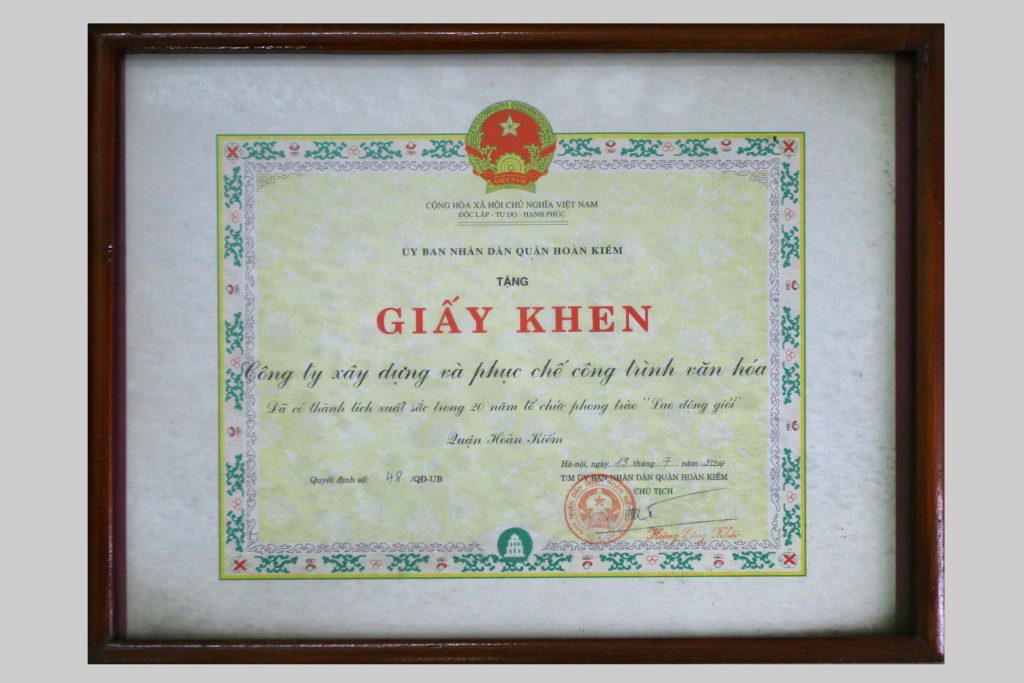 VIỆT NAM
CỘNG HÒA XÃ HỘI CHỦ NGHĨA VIỆT NAM
ĐỘC LẬP - TỰ DO - HẠNH PHÚC
ỦY BAN NHÂN DÂN QUẬN HOÀN KIẾM
TẶNG
GIẤY KHEN
Công ty xây dựng và phục chế công trình văn hóa
Đã có thành tích xuất sắc trong 20 năm tổ chức phong trào "Lao động giỏi"
Quận Hoàn Kiếm
Hà-nội, ngày 19 tháng 7 năm
Quyết định số: 48 /QĐ-UB
T/M ỦY BAN NHÂN DÂN QUẬN HOÀN KIẾM
CHỦ TỊCH
Hoàng Công Khôi